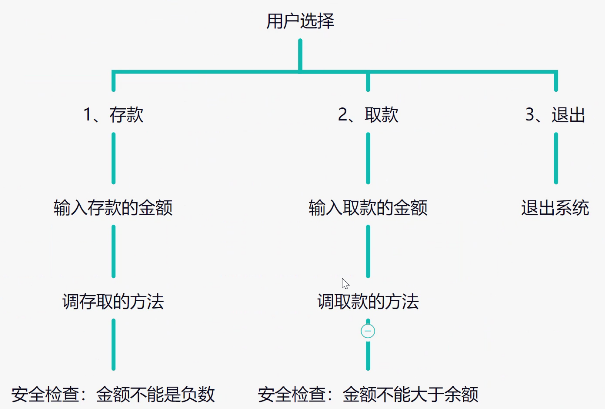 用户选择
1、存款
2、取款
3、退出
输入存款的金额
输入取款的金额
退出系统
调存取的方法
调取款的方法
安全检查：金额不能是负数
安全检查：金额不能大于余额